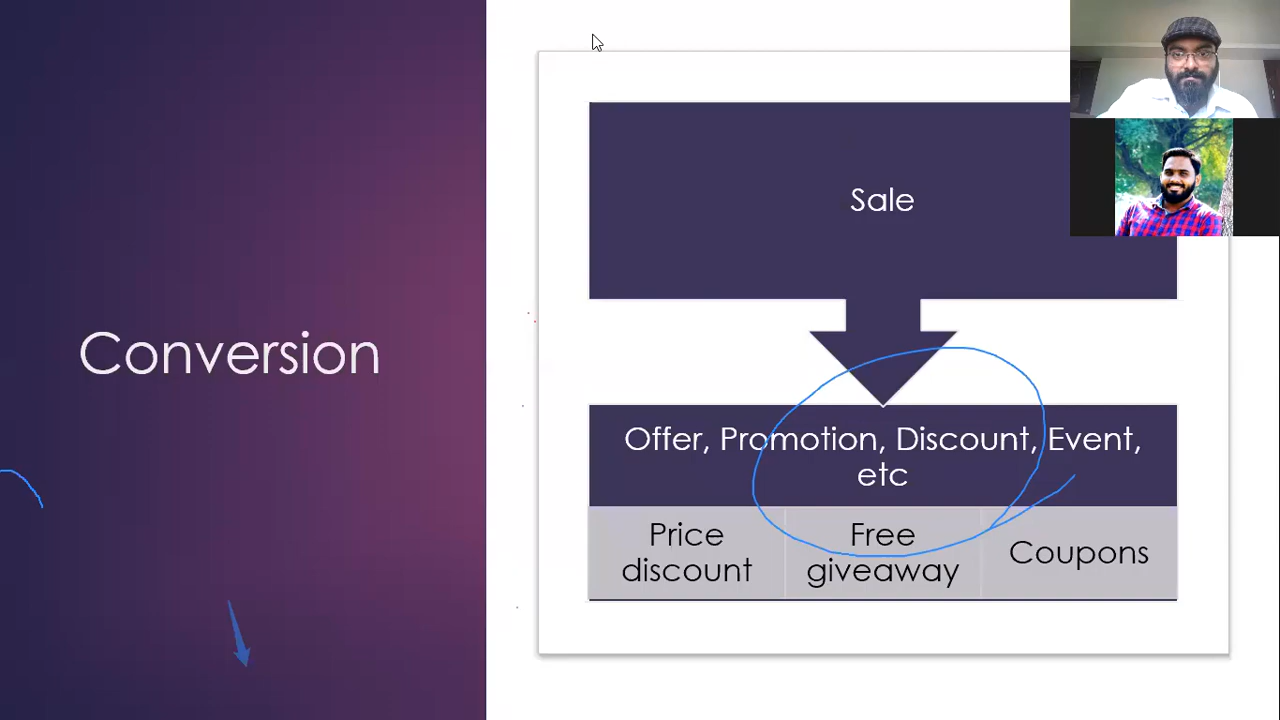 Conversion
Sale
Offer, Promotion, Discount, Event,
etc
Price
discount
Free
giveaway
Coupons